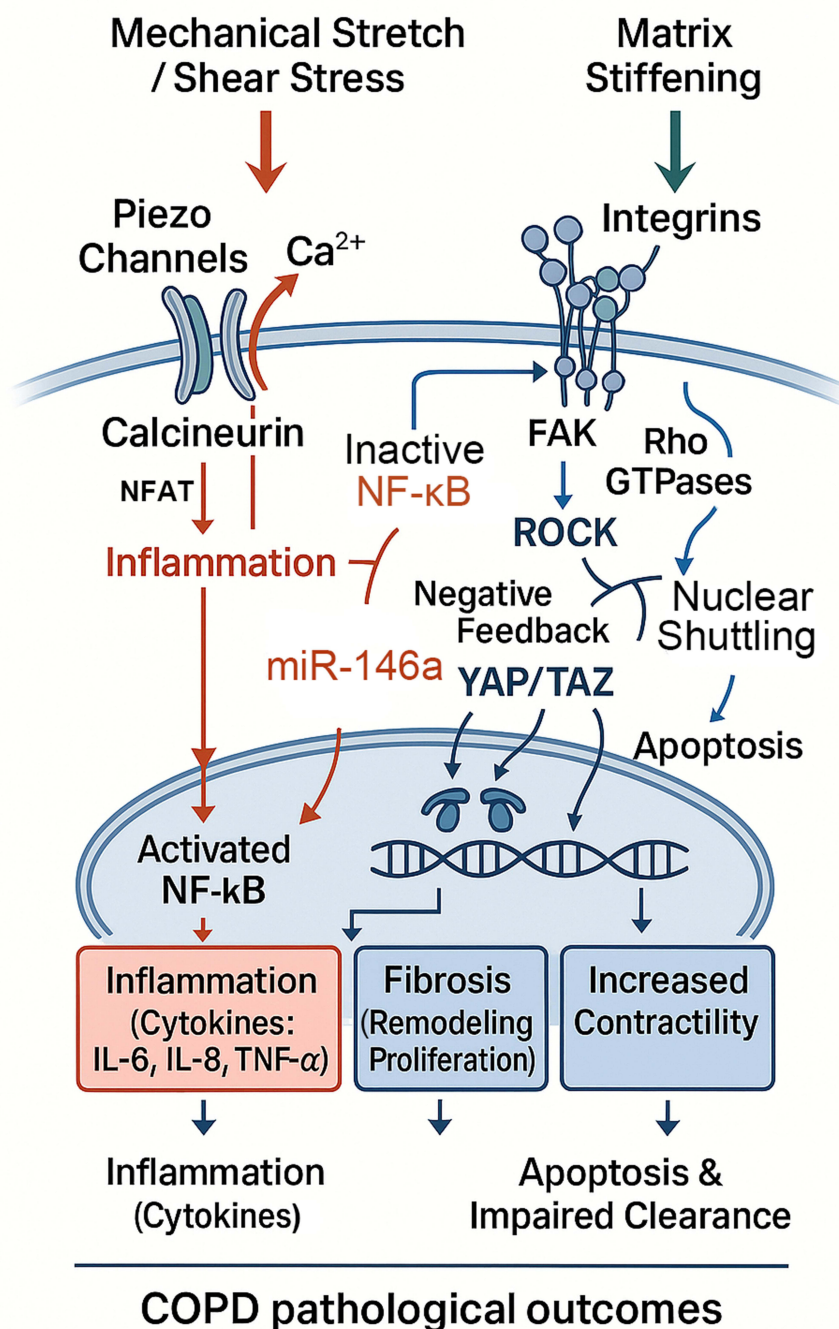 Mechanical Stretch
/ Shear Stress
Matrix
Stiffening
Piezo
Channels
Ca²⁺
Integrins
Calcineurin
NFAT
Inflammation
Inactive
NF-κB
FAK
Rho
GTPases
ROCK
Negative
Feedback
Nuclear
Shuttling
miR-146a
YAP/TAZ
Apoptosis
Activated
NF-kB
Inflammation
(Cytokines:
IL-6, IL-8, TNF-α)
Fibrosis
(Remodeling
Proliferation)
Increased
Contractility
Inflammation
(Cytokines)
Apoptosis &
Impaired Clearance
COPD pathological outcomes